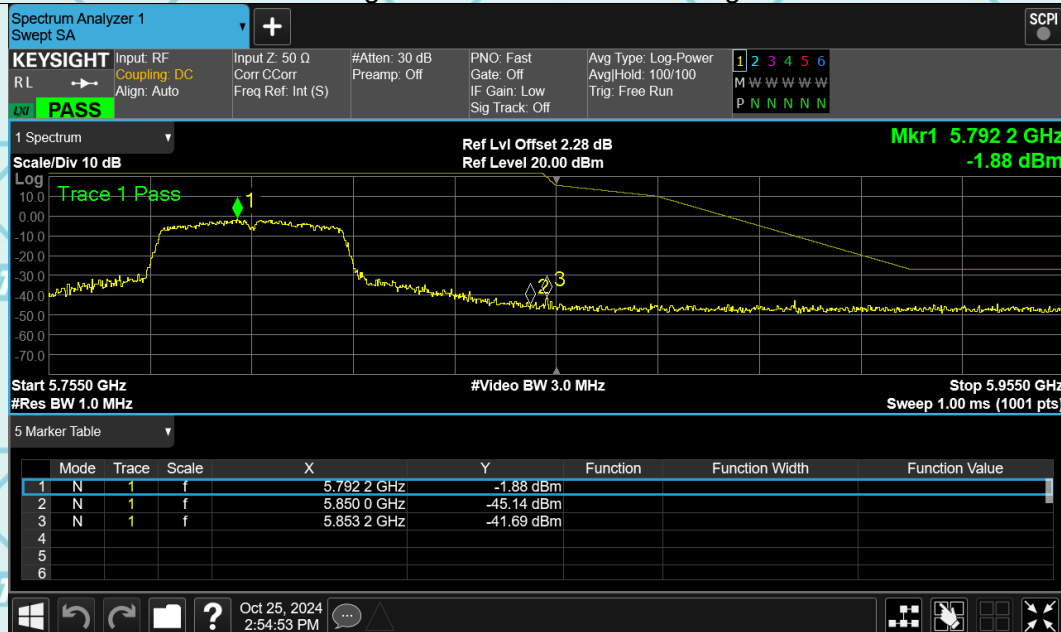 Spectrum Analyzer 1
Swept SA
+
SCPI
KEYSIGHT Input: RF Input Z: 50 Ω #Atten: 30 dB PNO: Fast Avg Type: Log-Power 1 2 3 4 5 6
RL Coupling: DC Corr CCorr Preamp: Off Gate: Off Avg|Hold: 100/100 M W W W W W
Align: Auto Freq Ref: Int (S) IF Gain: Low Trig: Free Run
LXI PASS Sig Track: Off P N N N N N
1 Spectrum Ref Lvl Offset 2.28 dB Mkr1 5.792 2 GHz
Scale/Div 10 dB Ref Level 20.00 dBm -1.88 dBm
Log
Trace 1 Pass
10.0
1
0.00
-10.0
-20.0
-30.0
2 3
-40.0
-50.0
-60.0
-70.0
Start 5.7550 GHz #Video BW 3.0 MHz Stop 5.9550 GHz
#Res BW 1.0 MHz Sweep 1.00 ms (1001 pts)
5 Marker Table
Mode Trace Scale X Y Function Function Width Function Value
1 N 1 f 5.792 2 GHz -1.88 dBm
2 N 1 f 5.850 0 GHz -45.14 dBm
3 N 1 f 5.853 2 GHz -41.69 dBm
4
5
6
? Oct 25, 2024
2:54:53 PM